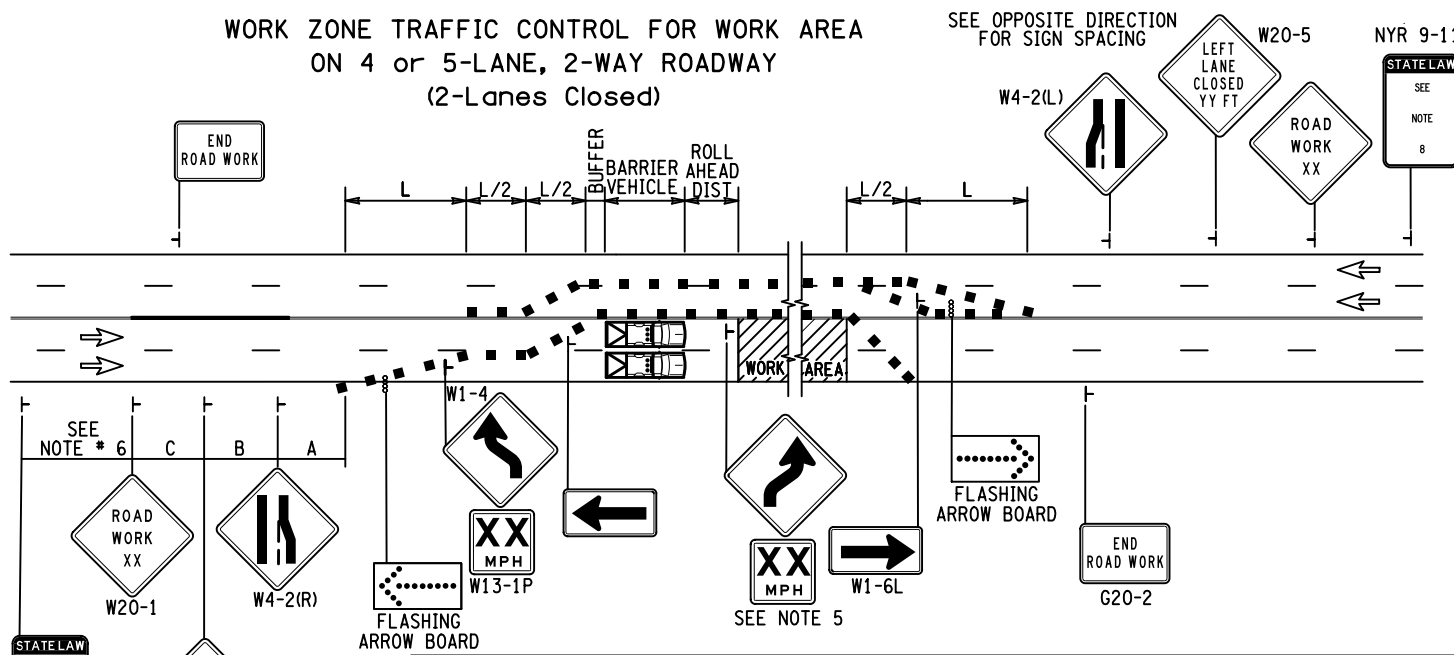 WORK ZONE TRAFFIC CONTROL FOR WORK AREA
ON 4 or 5-LANE, 2-WAY ROADWAY
(2-Lanes Closed)
SEE OPPOSITE DIRECTION
FOR SIGN SPACING
W20-5
NYR 9-11
LEFT
LANE
CLOSED
YY FT
STATE LAW
SEE
NOTE
8
W4-2(L)
ROAD
WORK
XX
END
ROAD WORK
L
L/2
L/2
BUFFER
BARRIER
VEHICLE
ROLL
AHEAD
DIST
L/2
L
WORK AREA
SEE
NOTE # 6
C
B
A
W1-4
ROAD
WORK
XX
W20-1
W4-2(R)
FLASHING
ARROW BOARD
XX
MPH
W13-1P
XX
MPH
SEE NOTE 5
W1-6L
FLASHING
ARROW BOARD
END
ROAD WORK
G20-2
STATE LAW